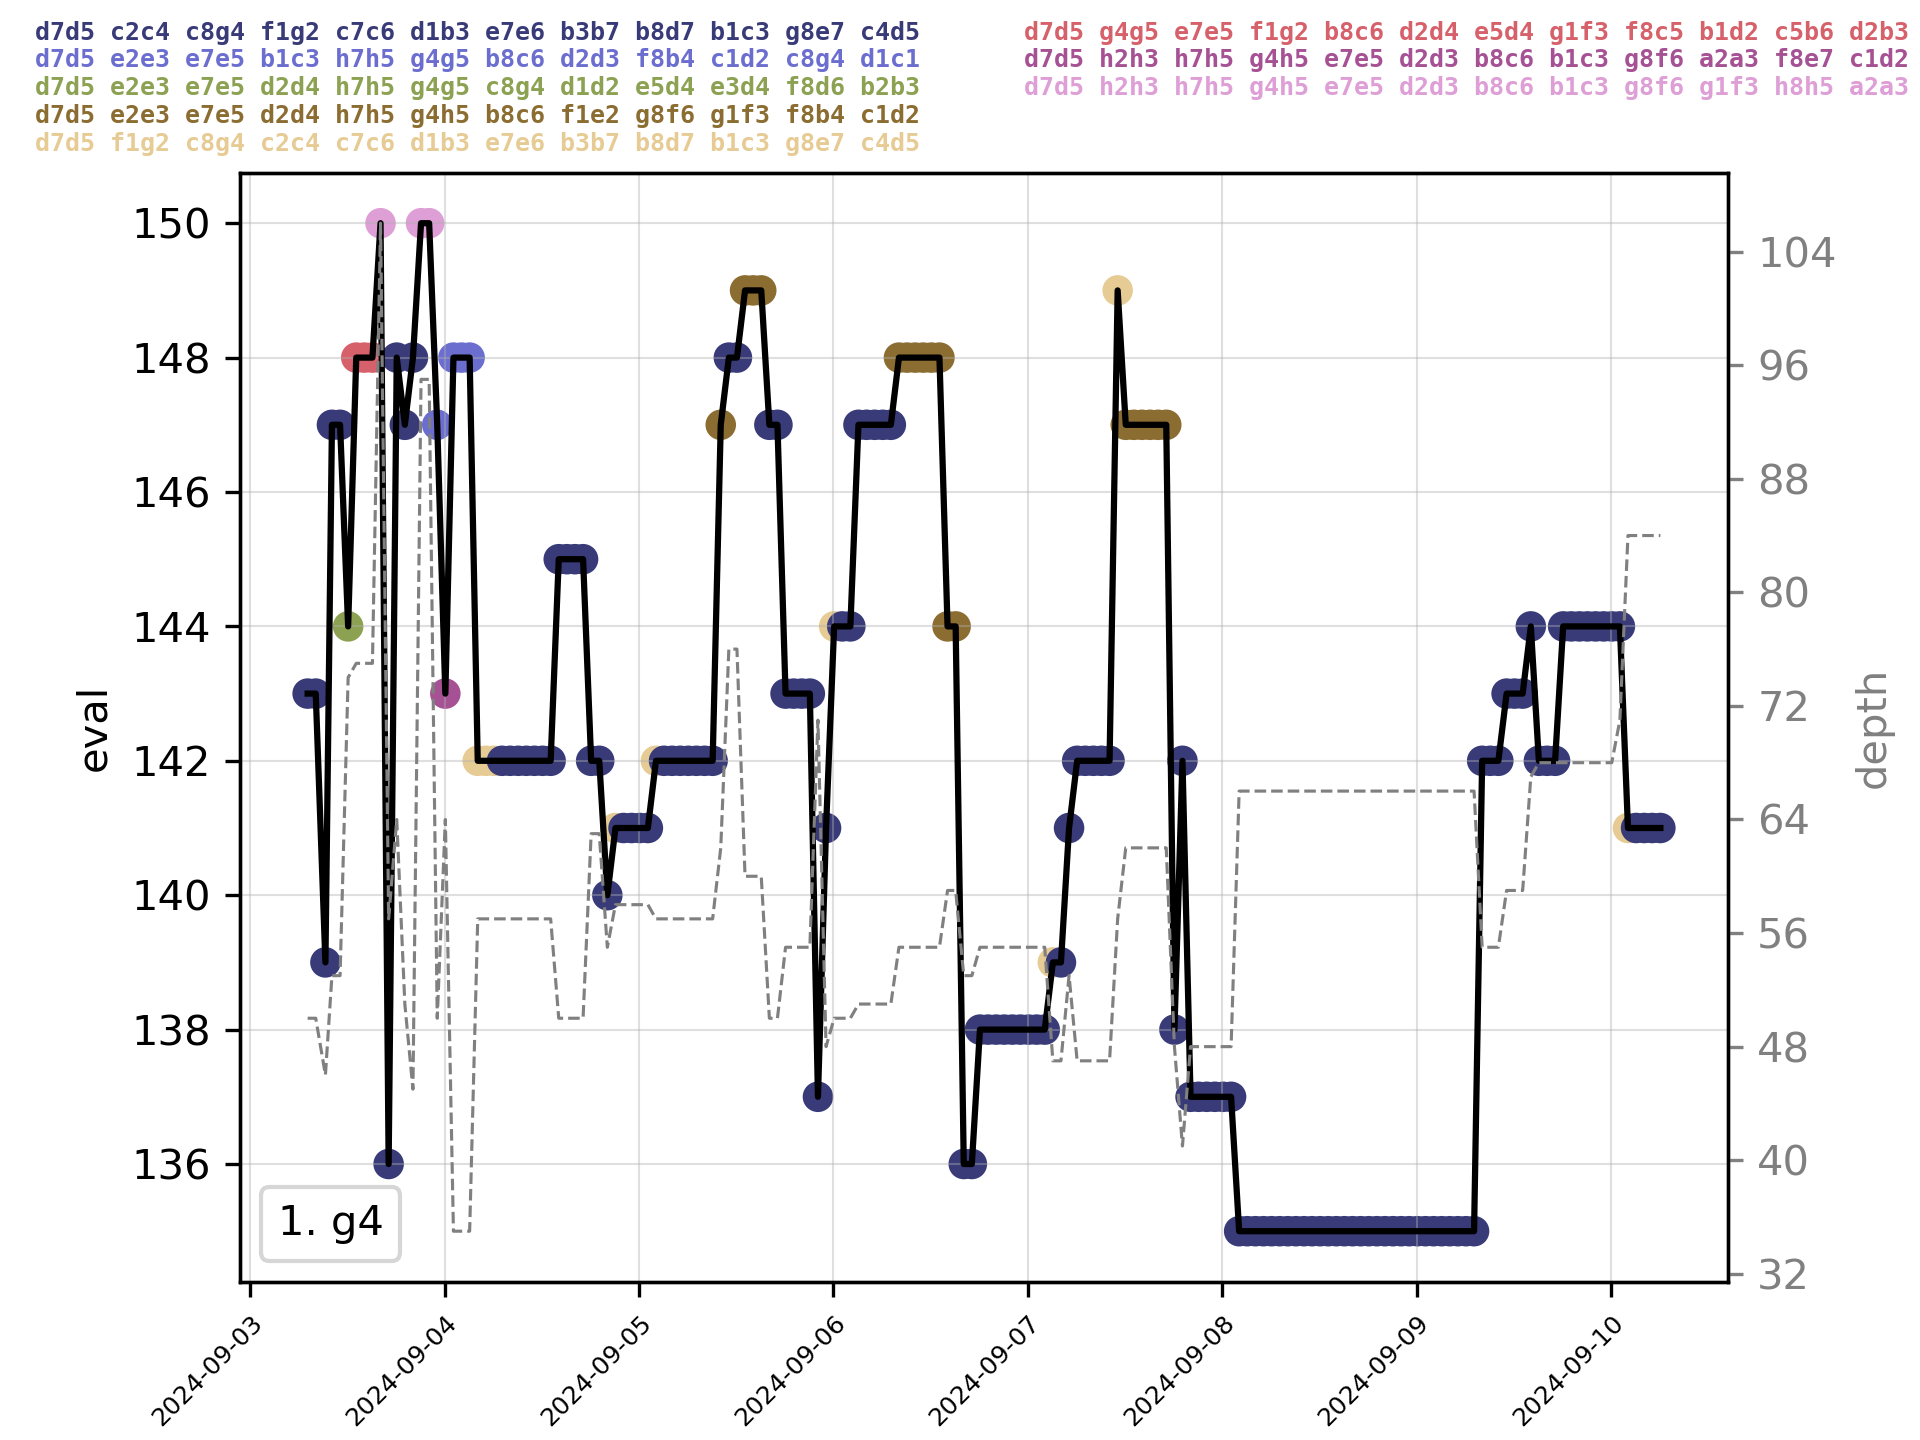 d7d5 c2c4 c8g4 f1g2 c7c6 d1b3 e7e6 b3b7 b8d7 b1c3 g8e7 c4d5
d7d5 e2e3 e7e5 b1c3 h7h5 g4g5 b8c6 d2d3 f8b4 c1d2 c8g4 d1c1
d7d5 e2e3 e7e5 d2d4 h7h5 g4g5 c8g4 d1d2 e5d4 e3d4 f8d6 b2b3
d7d5 e2e3 e7e5 d2d4 h7h5 g4h5 b8c6 f1e2 g8f6 g1f3 f8b4 c1d2
d7d5 f1g2 c8g4 c2c4 c7c6 d1b3 e7e6 b3b7 b8d7 b1c3 g8e7 c4d5
d7d5 g4g5 e7e5 f1g2 b8c6 d2d4 e5d4 g1f3 f8c5 b1d2 c5b6 d2b3
d7d5 h2h3 h7h5 g4h5 e7e5 d2d3 b8c6 b1c3 g8f6 a2a3 f8e7 c1d2
d7d5 h2h3 h7h5 g4h5 e7e5 d2d3 b8c6 b1c3 g8f6 g1f3 h8h5 a2a3
150
148
146
144
142
140
138
136
eval
104
96
88
80
72
64
56
48
40
32
depth
1. g4
2024-09-03
2024-09-04
2024-09-05
2024-09-06
2024-09-07
2024-09-08
2024-09-09
2024-09-10